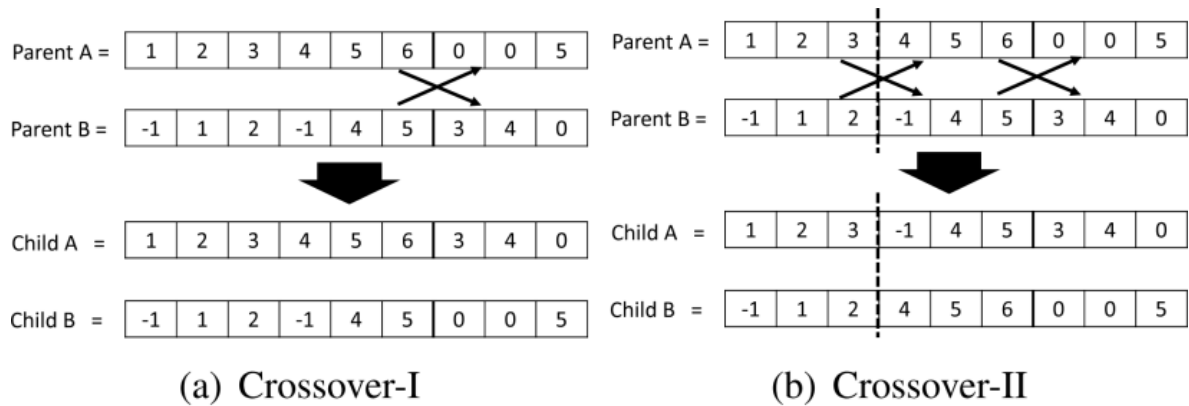 Parent A = 1 2 3 4 5 6 0 0 5
Parent B = -1 1 2 -1 4 5 3 4 0
Child A = 1 2 3 4 5 6 3 4 0
Child B = -1 1 2 -1 4 5 0 0 5
(a) Crossover-I
Parent A = 1 2 3 4 5 6 0 0 5
Parent B = -1 1 2 -1 4 5 3 4 0
Child A = 1 2 3 -1 4 5 3 4 0
Child B = -1 1 2 4 5 6 0 0 5
(b) Crossover-II